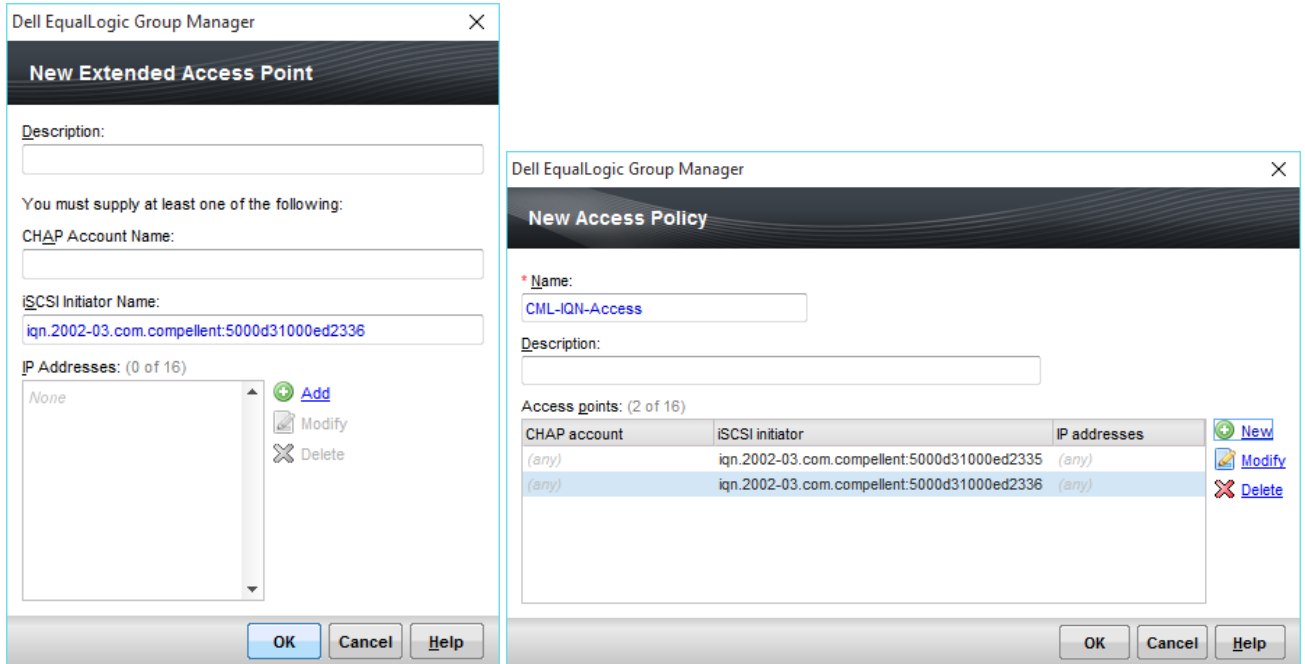 Dell EqualLogic Group Manager
New Extended Access Point
Description:
You must supply at least one of the following:
CHAP Account Name:
iSCSI Initiator Name:
iqn.2002-03.com.compellent:5000d31000ed2336
IP Addresses: (0 of 16)
None
Add
Modify
Delete
OK Cancel Help
Dell EqualLogic Group Manager
New Access Policy
* Name:
CML-IQN-Access
Description:
Access points: (2 of 16)
CHAP account iSCSI initiator IP addresses
(any) iqn.2002-03.com.compellent:5000d31000ed2335 (any)
(any) iqn.2002-03.com.compellent:5000d31000ed2336 (any)
New
Modify
Delete
OK Cancel Help